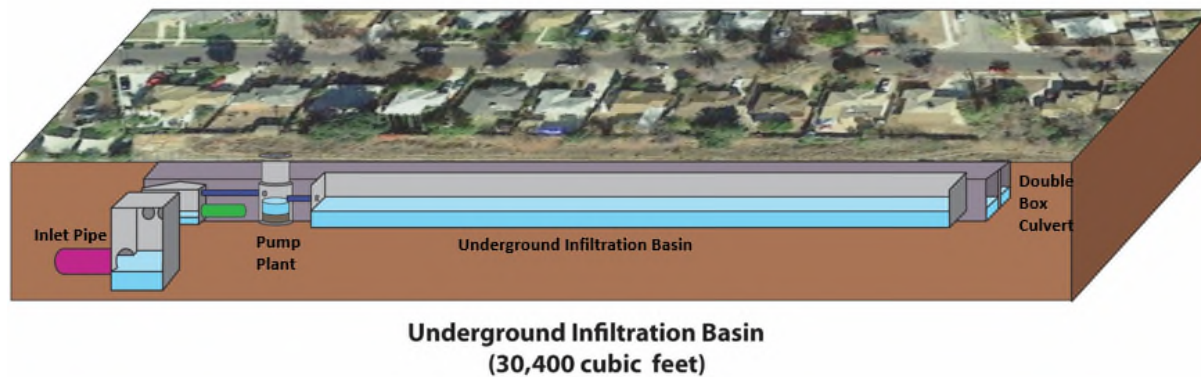 Inlet Pipe
Pump
Plant
Underground Infiltration Basin
Double
Box
Culvert
Underground Infiltration Basin
(30,400 cubic feet)